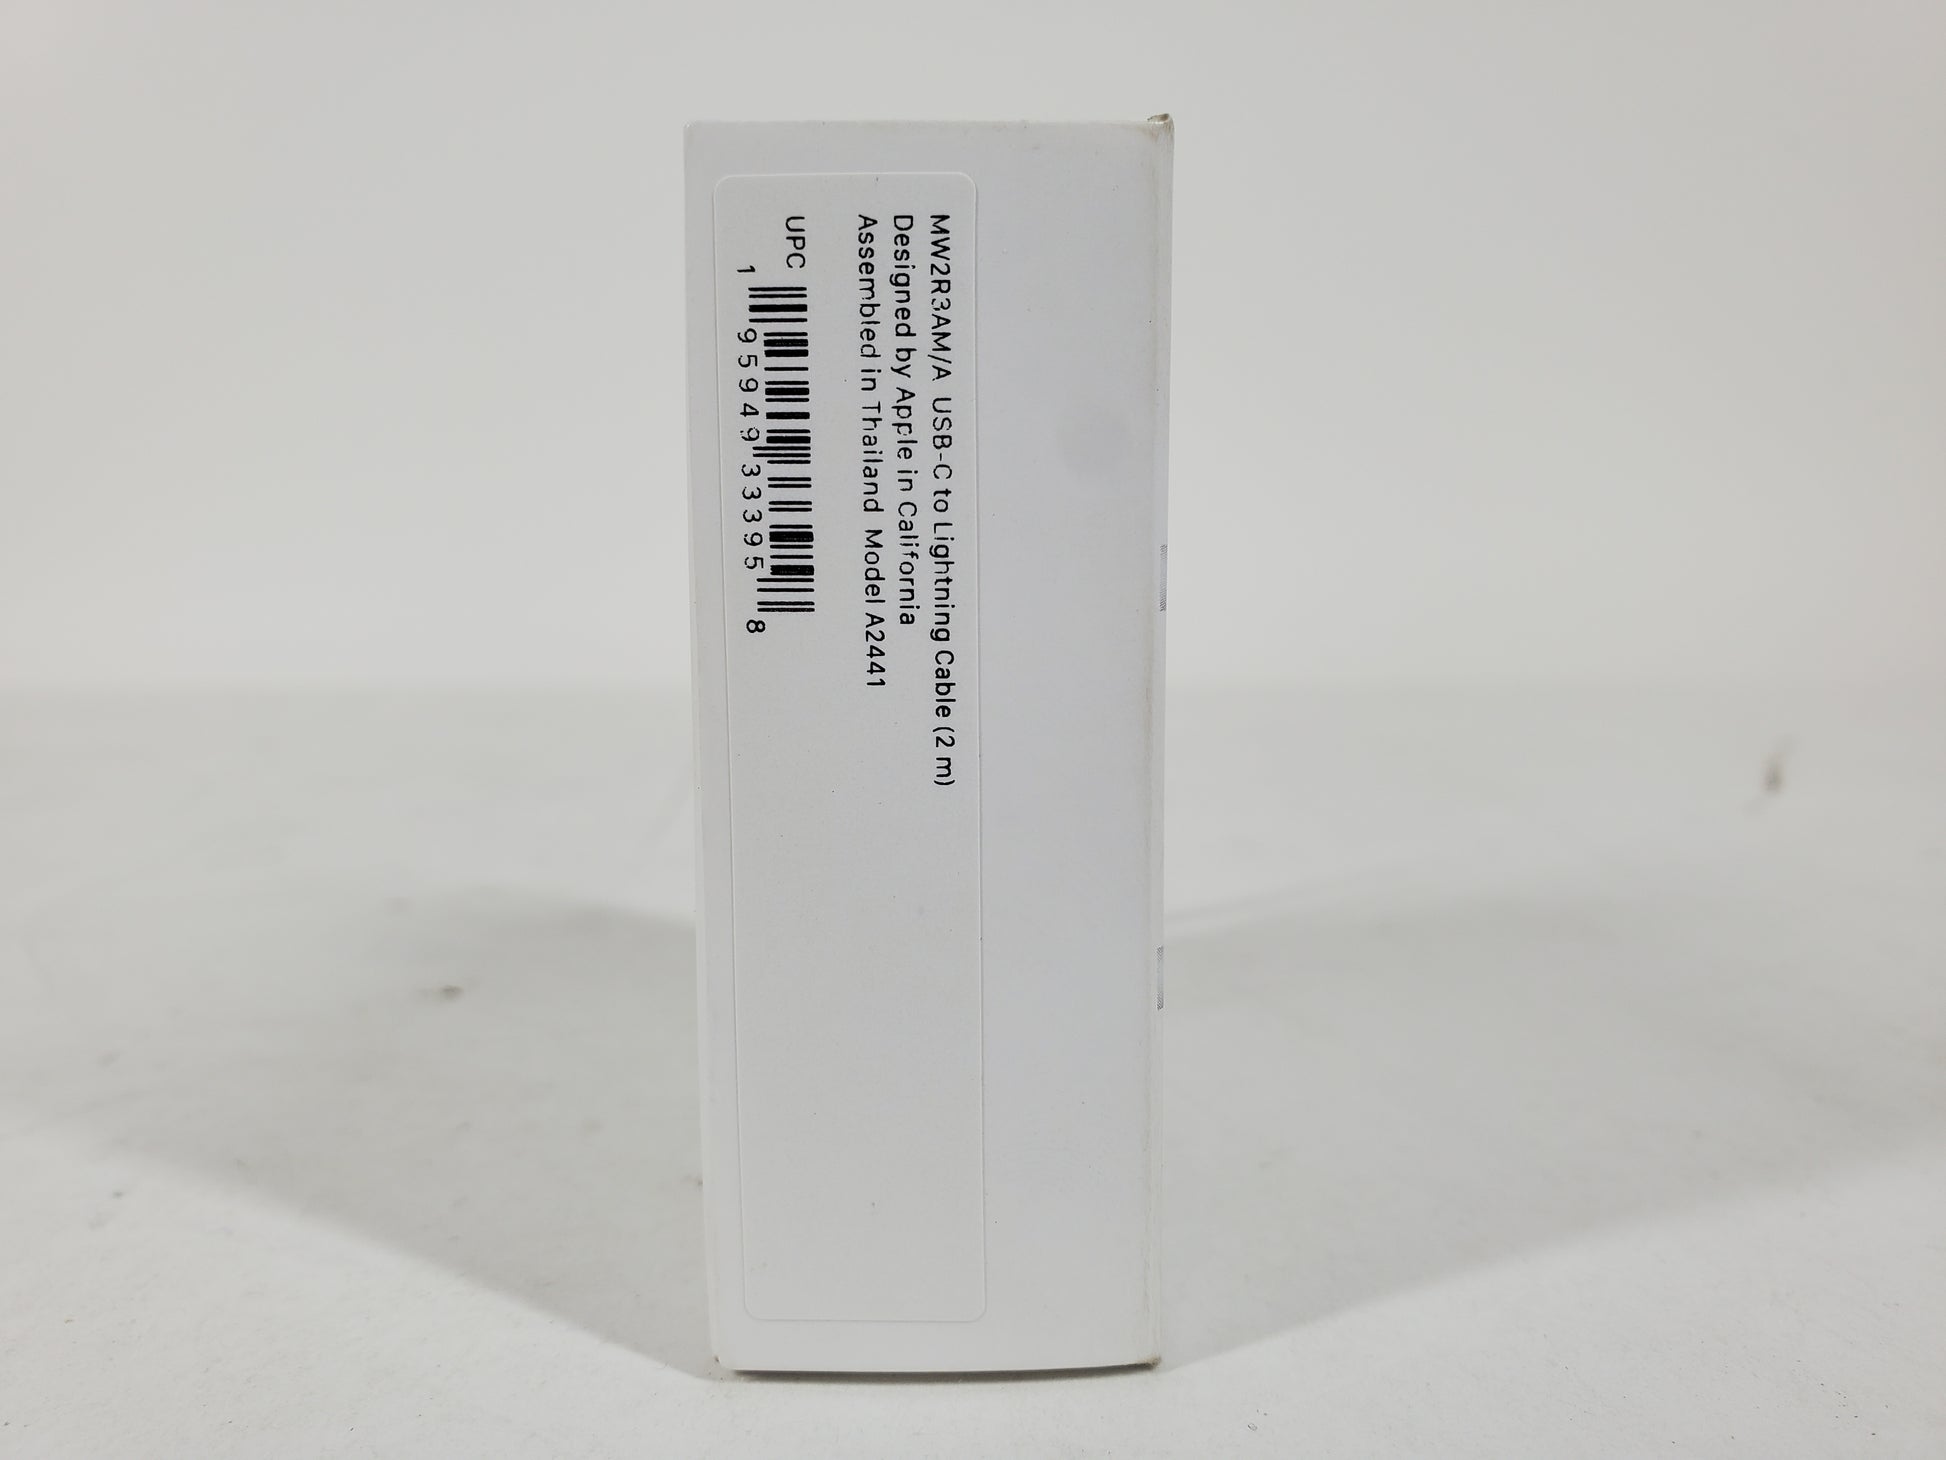 MW2R3AM/A USB-C to Lightning Cable (2 m)
Designed by Apple in California
Assembled in Thailand Model A2441
UPC
1 95949 33395 8